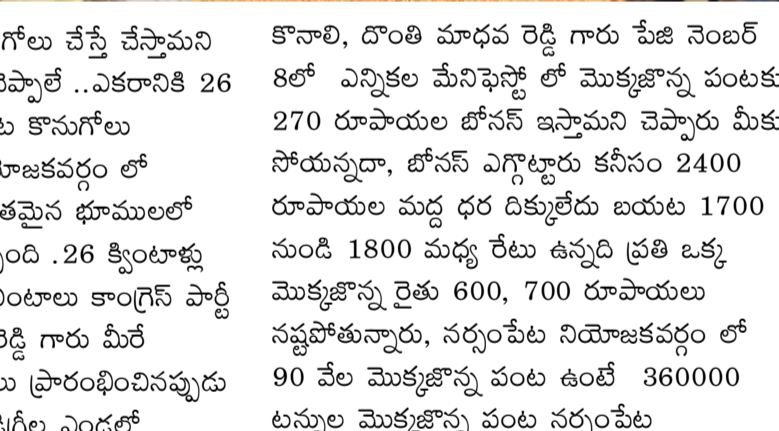 గోలు చేస్తే చేస్తామని
..ఎకరానికి 26
కొనుగోలు
లో
భూములలో
.26 క్వింటాళ్లు
కాంగ్రెస్ పార్టీ
గారు మీరే
ప్రారంభించినప్పుడు
కొనాలి, దొంతి మాధవ రెడ్డి గారు పేజి నెంబర్
8లో ఎన్నికల మేనిఫెస్టో లో మొక్కజొన్న పంటకు
270 రూపాయల బోనస్ ఇస్తామని చెప్పారు మీకు
సోయన్నదా, బోనస్ ఎగ్గొట్టారు కనీసం 2400
రూపాయల మద్ద ధర దిక్కులేదు బయట 1700
నుండి 1800 మధ్య రేటు ఉన్నది ప్రతి ఒక్క
మొక్కజొన్న రైతు 600, 700 రూపాయలు
నష్టపోతున్నారు, నర్సంపేట నియోజకవర్గం లో
90 వేల మొక్కజొన్న పంట ఉంటే 360000
టన్నుల మొక్కజొన్న పంట నర్సంపేట